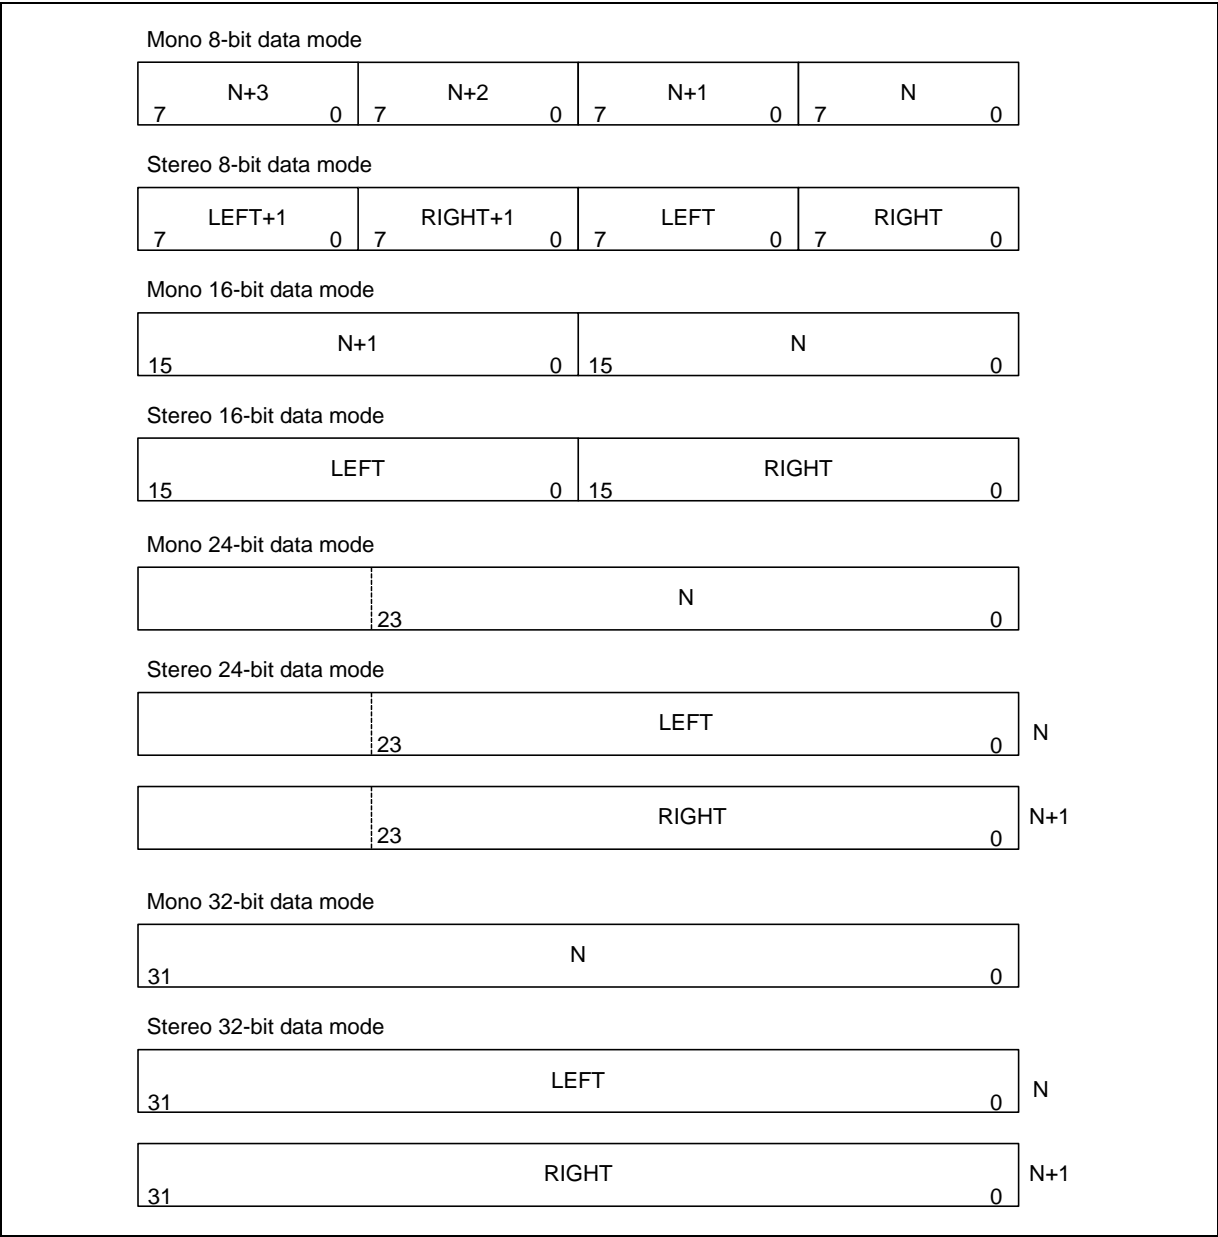 Mono 8-bit data mode
N+3 N+2 N+1 N
7 0 7 0 7 0 7 0
Stereo 8-bit data mode
LEFT+1 RIGHT+1 LEFT RIGHT
7 0 7 0 7 0 7 0
Mono 16-bit data mode
N+1 N
15 0 15 0
Stereo 16-bit data mode
LEFT RIGHT
15 0 15 0
Mono 24-bit data mode
N
23 0
Stereo 24-bit data mode
LEFT N
23 0
RIGHT N+1
23 0
Mono 32-bit data mode
N
31 0
Stereo 32-bit data mode
LEFT N
31 0
RIGHT N+1
31 0